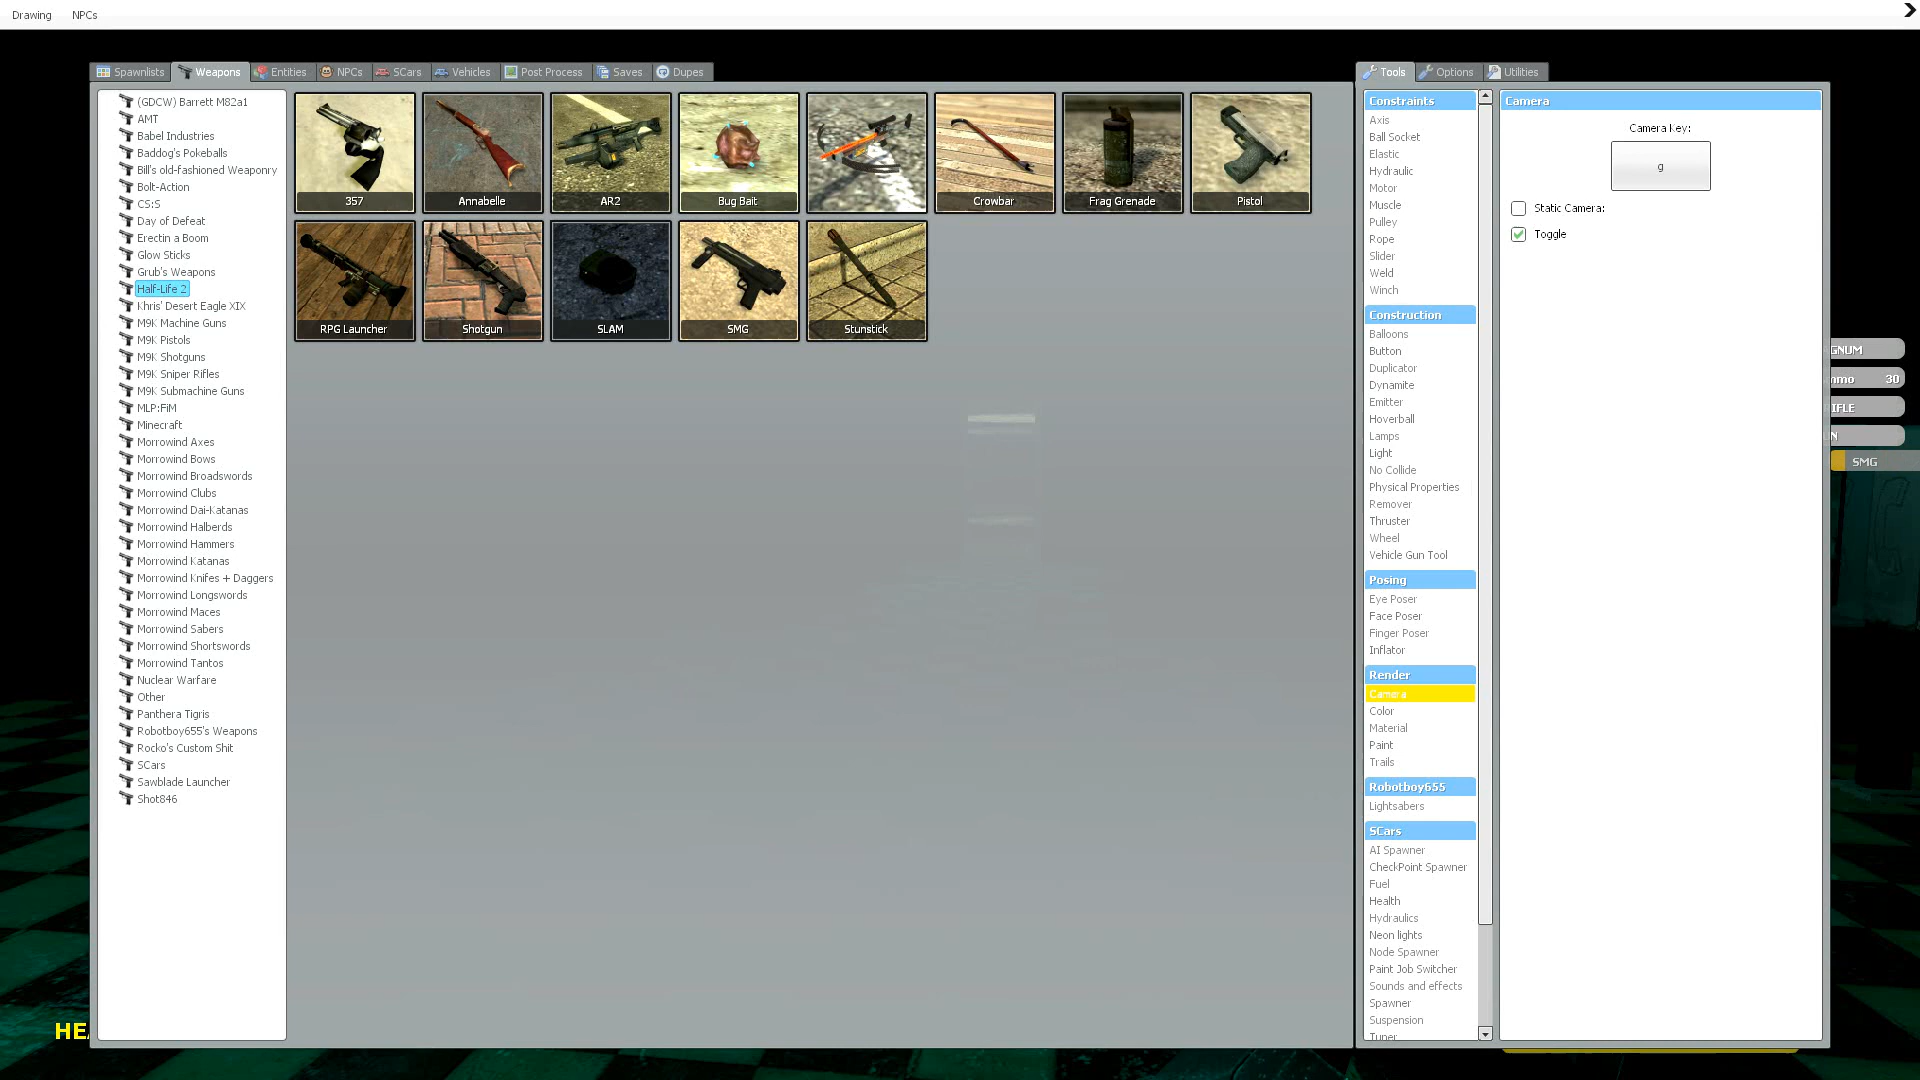 Drawing NPCs
Spawnlists Weapons Entities NPCs SCars Vehicles Post Process Saves Dupes
(GDCW) Barrett M82a1
AMT
Babel Industries
Baddog's Pokeballs
Bill's old-fashioned Weaponry
Bolt-Action
CS:S
Day of Defeat
Erectin a Boom
Glow Sticks
Grub's Weapons
Half-Life 2
Khris' Desert Eagle XIX
M9K Machine Guns
M9K Pistols
M9K Shotguns
M9K Sniper Rifles
M9K Submachine Guns
MLP:FiM
Minecraft
Morrowind Axes
Morrowind Bows
Morrowind Broadswords
Morrowind Clubs
Morrowind Dai-Katanas
Morrowind Halberds
Morrowind Hammers
Morrowind Katanas
Morrowind Knifes + Daggers
Morrowind Longswords
Morrowind Maces
Morrowind Sabers
Morrowind Shortswords
Morrowind Tantos
Nuclear Warfare
Other
Panthera Tigris
Robotboy655's Weapons
Rocko's Custom Shit
SCars
Sawblade Launcher
Shot846
357 Annabelle AR2 Bug Bait Crowbar Frag Grenade Pistol
RPG Launcher Shotgun SLAM SMG Stunstick
Tools Options Utilities
Constraints
Axis
Ball Socket
Elastic
Hydraulic
Motor
Muscle
Pulley
Rope
Slider
Weld
Winch
Construction
Balloons
Button
Duplicator
Dynamite
Emitter
Hoverball
Lamps
Light
No Collide
Physical Properties
Remover
Thruster
Wheel
Vehicle Gun Tool
Posing
Eye Poser
Face Poser
Finger Poser
Inflator
Render
Camera
Color
Material
Paint
Trails
Robotboy655
Lightsabers
SCars
AI Spawner
CheckPoint Spawner
Fuel
Health
Hydraulics
Neon lights
Node Spawner
Paint Job Switcher
Sounds and effects
Spawner
Suspension
Tuner
Camera
Camera Key:
g
Static Camera:
Toggle
GNUM
mmo 30
IFLE
N
SMG
HEA